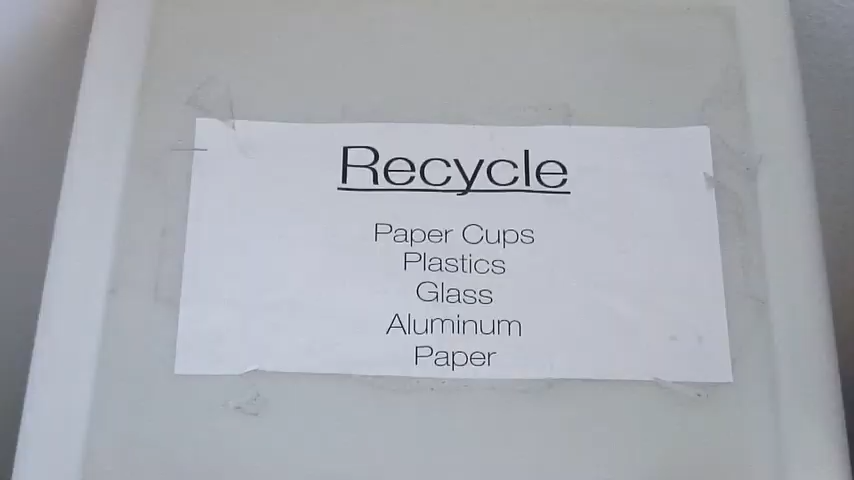 Recycle
Paper Cups
Plastics
Glass
Aluminum
Paper